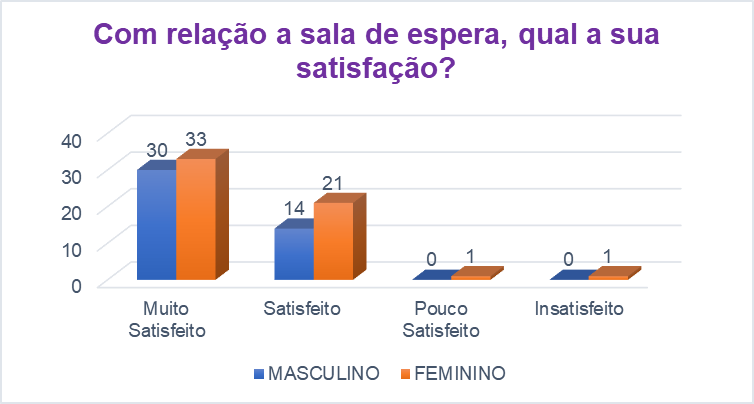 Com relação a sala de espera, qual a sua
satisfação?
40
30
20
10
0
30
33
14
21
0
1
0
1
Muito
Satisfeito
Satisfeito
Pouco
Satisfeito
Insatisfeito
MASCULINO
FEMININO